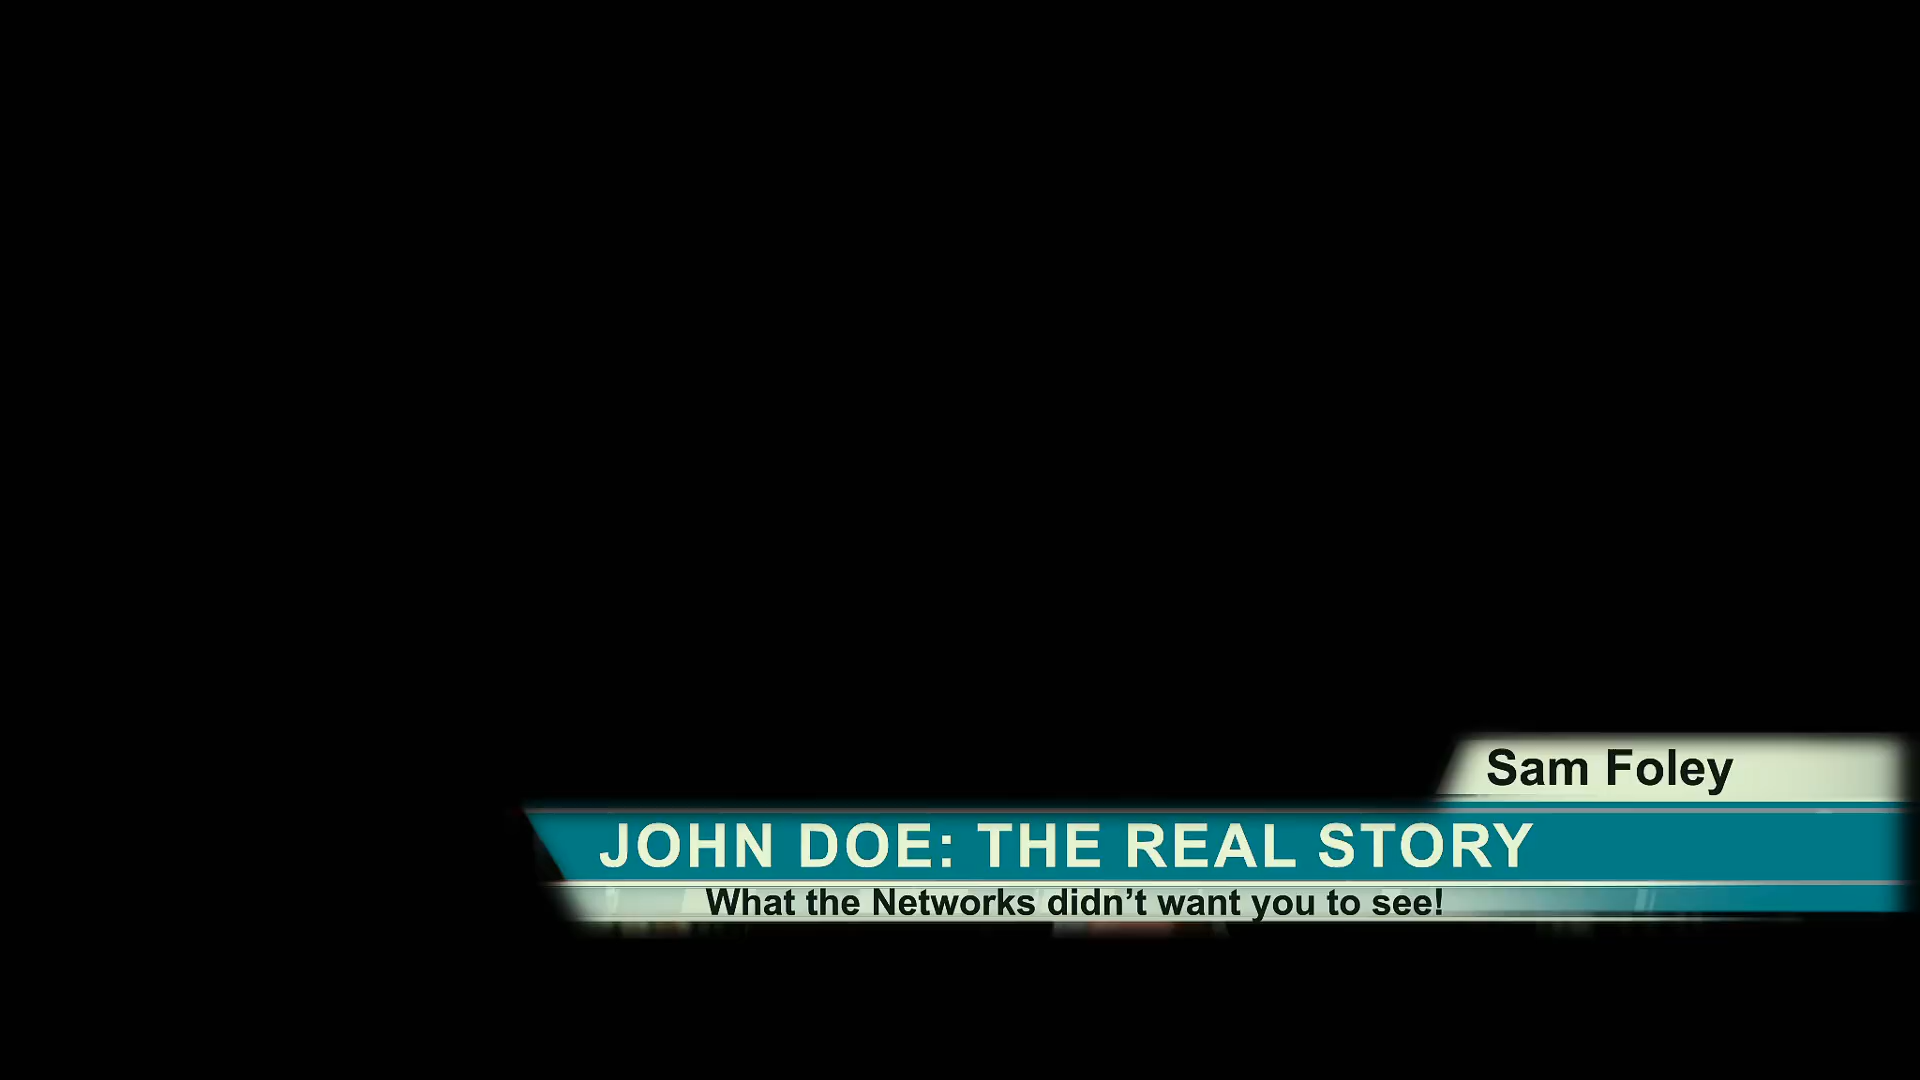 Sam Foley
JOHN DOE: THE REAL STORY
What the Networks didn’t want you to see!